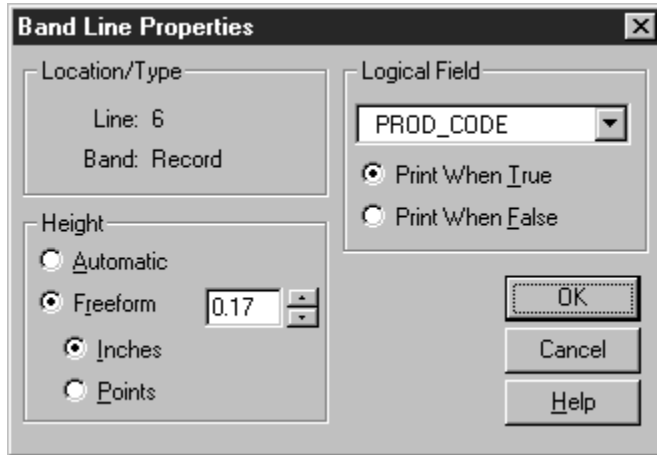 Band Line Properties
Location/Type
Line: 6
Band: Record
Height
Automatic
Freeform 0.17
Inches
Points
Logical Field
PROD_CODE
Print When True
Print When False
OK
Cancel
Help